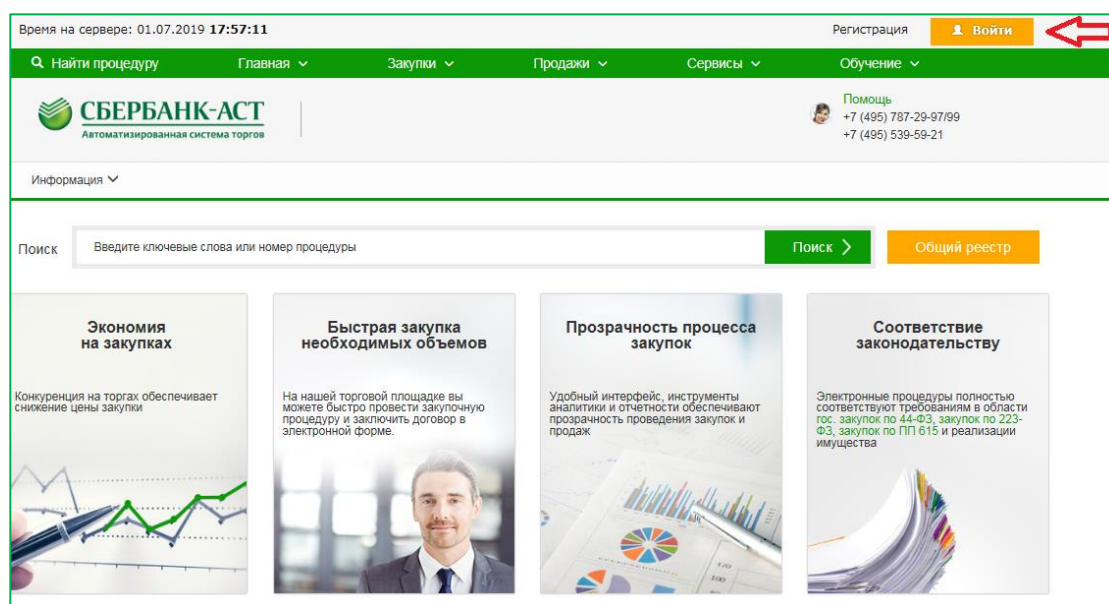 Время на сервере: 01.07.2019 17:57:11
Регистрация
Войти
Найти процедуру
Главная
Закупки
Продажи
Сервисы
Обучение
СБЕРБАНК-АСТ
Автоматизированная система торгов
Помощь
+7 (495) 787-29-97/99
+7 (495) 539-59-21
Информация
Поиск
Введите ключевые слова или номер процедуры
Поиск
Общий реестр
Экономия
на закупках
Конкуренция на торгах обеспечивает
снижение цены закупки
Быстрая закупка
необходимых объемов
На нашей торговой площадке вы
можете быстро провести закупочную
процедуру и заключить договор в
электронной форме.
Прозрачность процесса
закупок
Удобный интерфейс, инструменты
аналитики и отчетности обеспечивают
прозрачность проведения закупок и
продаж
120
100
Соответствие
законодательству
Электронные процедуры полностью
соответствуют требованиям в области
гос. закупок по 44-ФЗ, закупок по 223-
ФЗ, закупок по ПП 615 и реализации
имущества